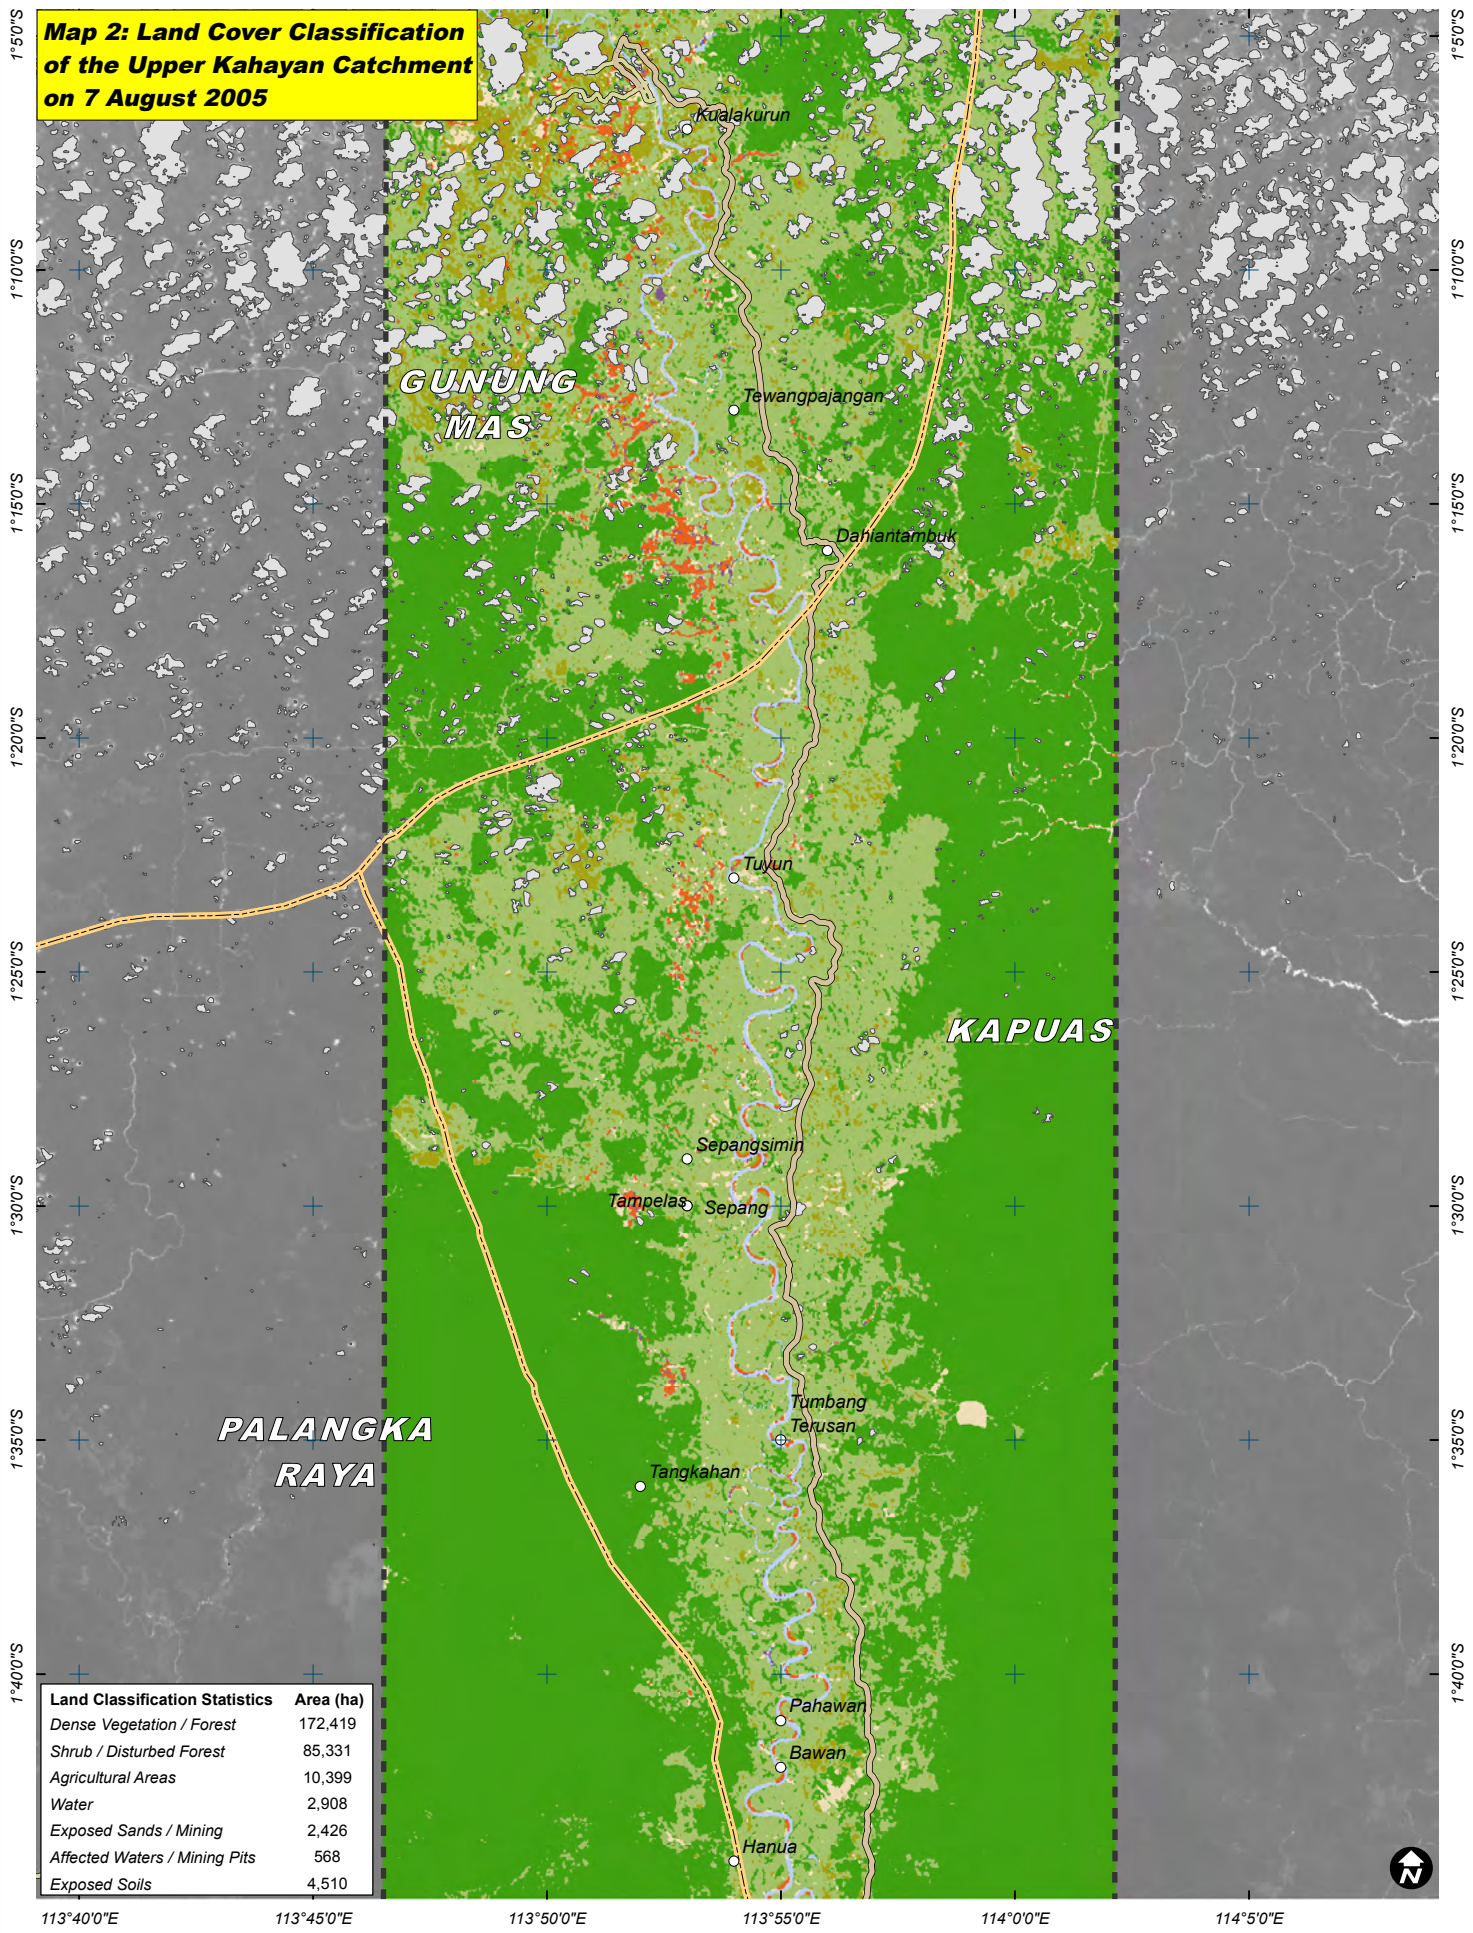 Map 2: Land Cover Classification
of the Upper Kahayan Catchment
on 7 August 2005
1°5'0"S
1°5'0"S
Kualakurun
1°10'0"S
1°10'0"S
GUNUNG
MAS
Tewangpajangan
1°15'0"S
1°15'0"S
Dahiantambuk
1°20'0"S
1°20'0"S
Tuyun
1°25'0"S
1°25'0"S
KAPUAS
Sepangsimin
Tampelas
Sepang
1°30'0"S
1°30'0"S
Tumbang
Terusan
PALANGKA
RAYA
1°35'0"S
1°35'0"S
Tangkahan
1°40'0"S
1°40'0"S
Pahawan
Bawan
Hanua
Land Classification Statistics Area (ha)
Dense Vegetation / Forest 172,419
Shrub / Disturbed Forest 85,331
Agricultural Areas 10,399
Water 2,908
Exposed Sands / Mining 2,426
Affected Waters / Mining Pits 568
Exposed Soils 4,510
N
113°40'0"E 113°45'0"E 113°50'0"E 113°55'0"E 114°0'0"E 114°5'0"E